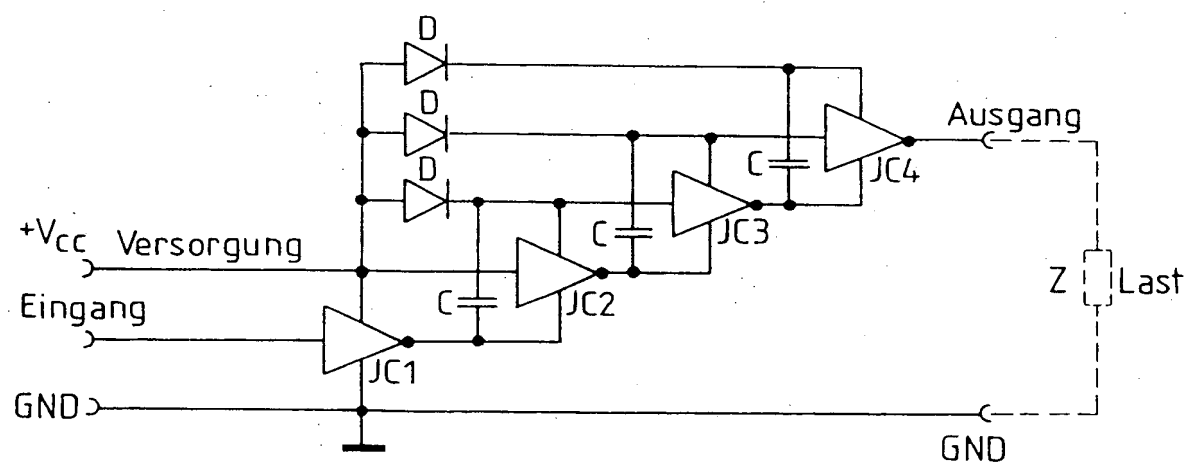 D
D
Ausgang
C
JC4
D
+VCC Versorgung
C
JC3
Z Last
Eingang
C
JC2
JC1
GND
GND